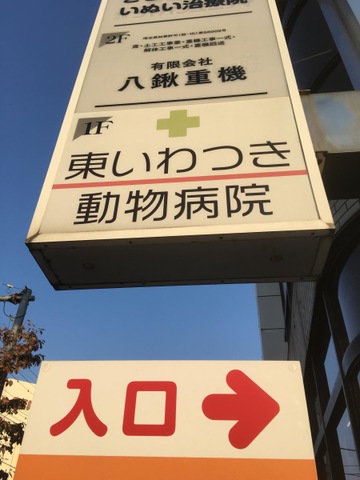 いぬい治療院
2F
有限会社
八鍬重機
1F
東いわつき
動物病院
入口